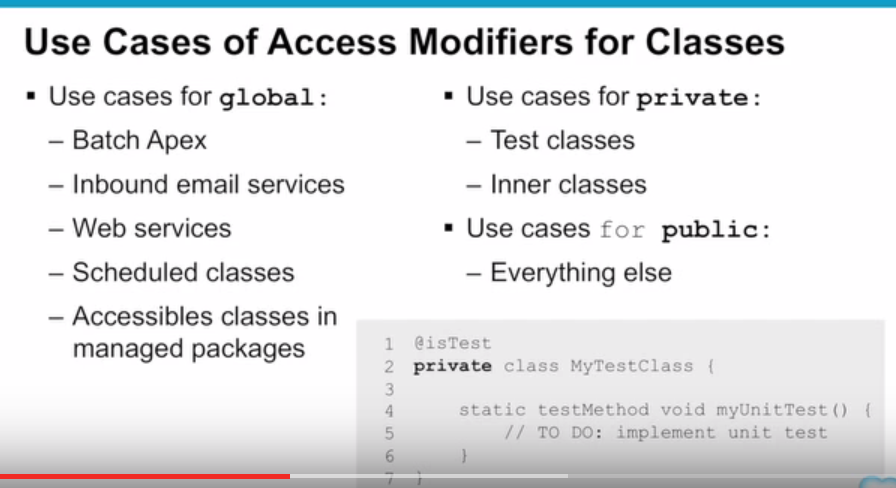 Use Cases of Access Modifiers for Classes
▪ Use cases for global:
– Batch Apex
– Inbound email services
– Web services
– Scheduled classes
– Accessibles classes in
managed packages
▪ Use cases for private:
– Test classes
– Inner classes
▪ Use cases for public:
– Everything else
1 @isTest
2 private class MyTestClass {
3
4 static testMethod void myUnitTest() {
5 // TO DO: implement unit test
6 }
7 }